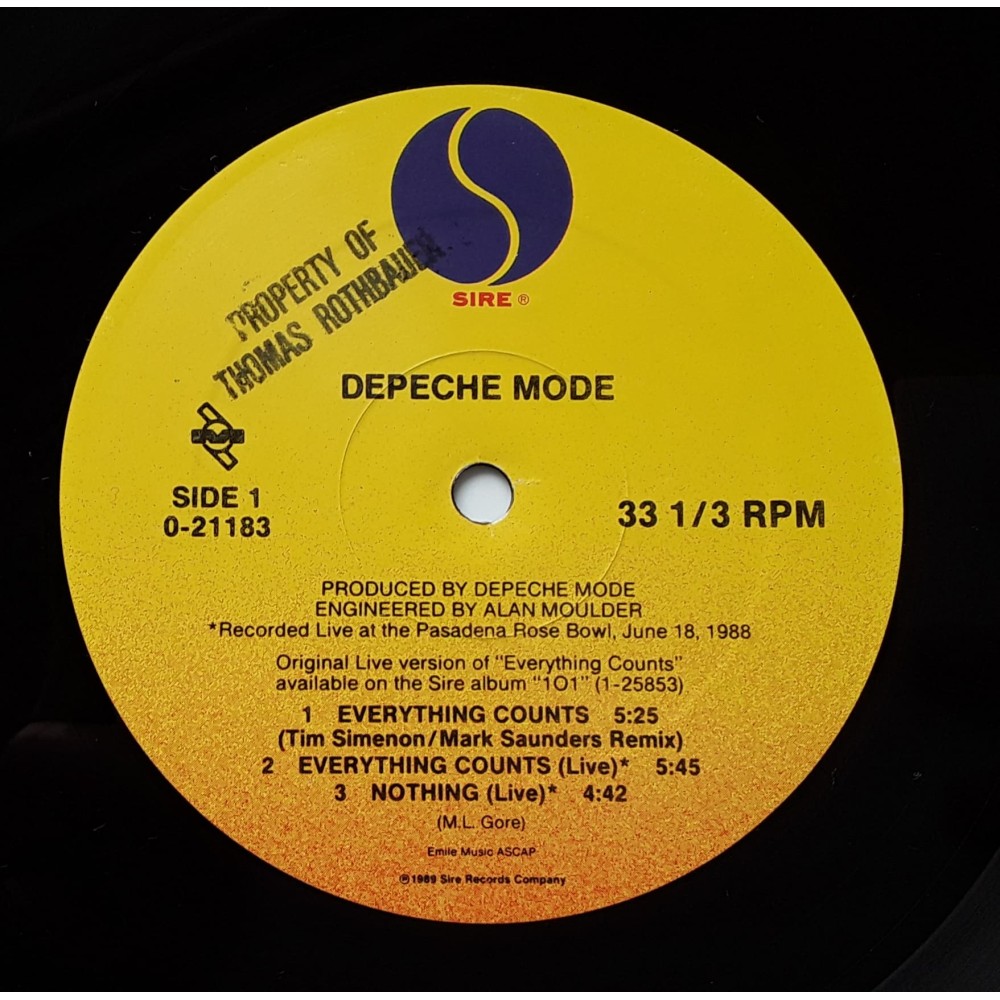 SIRE ®
PROPERTY OF
THOMAS ROTHBAUER
DEPECHE MODE
SIDE 1
0-21183
33 1/3 RPM
PRODUCED BY DEPECHE MODE
ENGINEERED BY ALAN MOULDER
*Recorded Live at the Pasadena Rose Bowl, June 18, 1988
Original Live version of "Everything Counts"
available on the Sire album "1O1" (1-25853)
1 EVERYTHING COUNTS 5:25
(Tim Simenon/Mark Saunders Remix)
2 EVERYTHING COUNTS (Live)* 5:45
3 NOTHING (Live)* 4:42
(M.L. Gore)
Emile Music ASCAP
℗1989 Sire Records Company